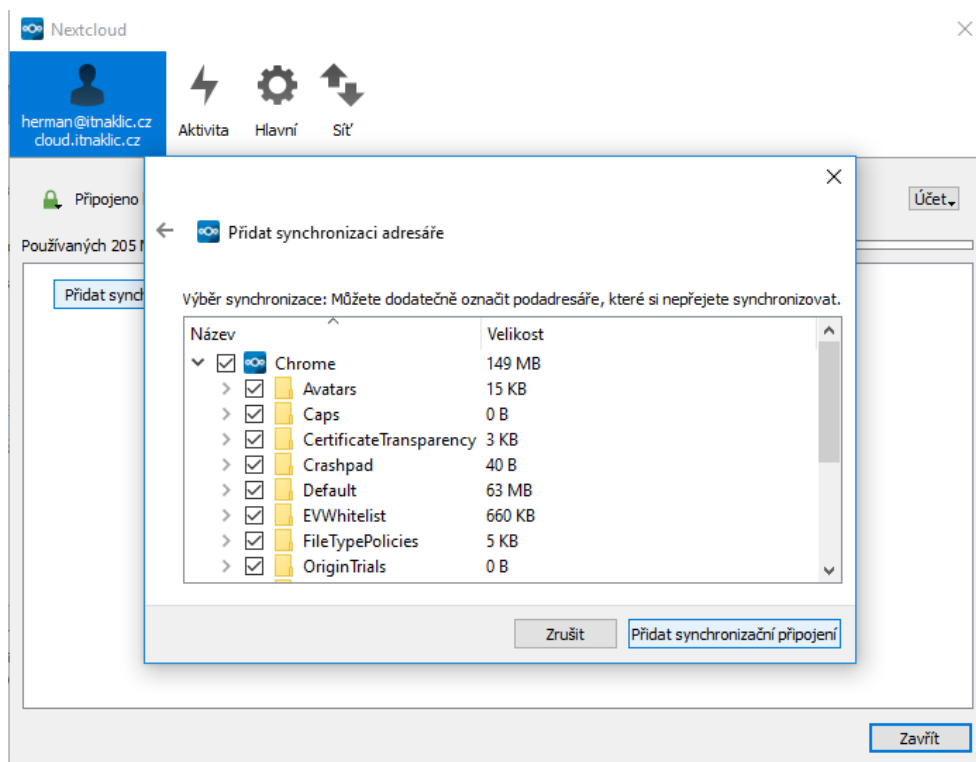 Nextcloud
herman@itnaklic.cz
cloud.itnaklic.cz
Aktivita
Hlavní
Síť
Připojeno
Účet
Používaných 205
Přidat synchronizaci adresáře
Výběr synchronizace: Můžete dodatečně označit podadresáře, které si nepřejete synchronizovat.
Název Velikost
Chrome 149 MB
Avatars 15 KB
Caps 0 B
CertificateTransparency 3 KB
Crashpad 40 B
Default 63 MB
EVWhitelist 660 KB
FileTypePolicies 5 KB
OriginTrials 0 B
Přidat
Zrušit
Přidat synchronizační připojení
Zavřít